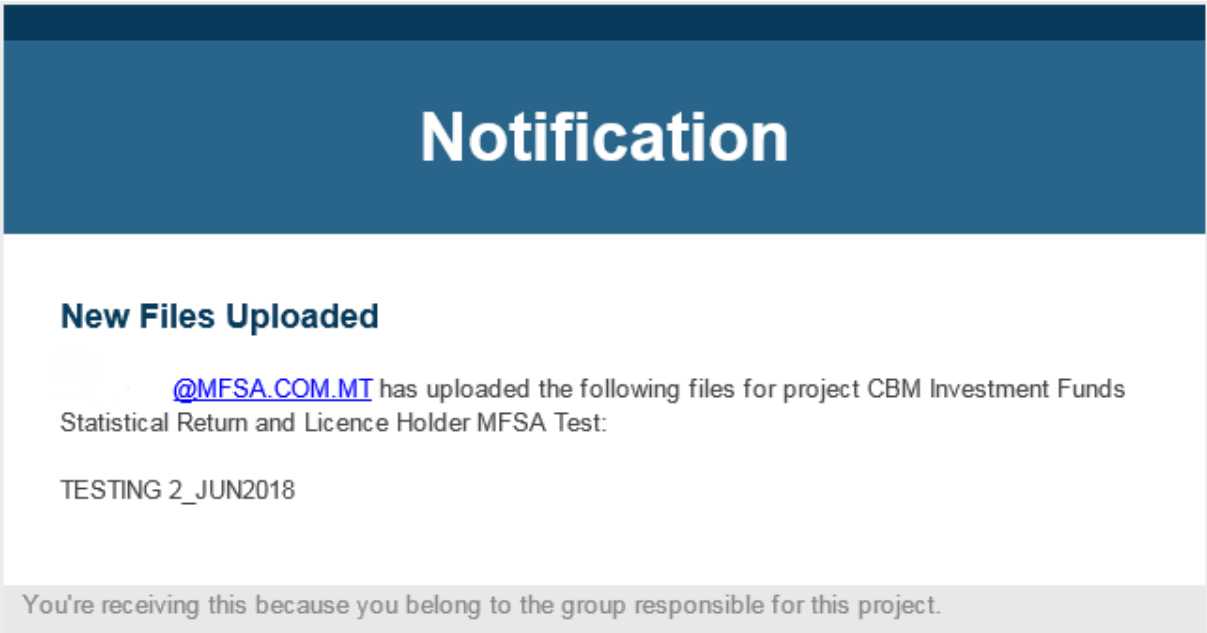 Notification
New Files Uploaded
@MFSA.COM.MT has uploaded the following files for project CBM Investment Funds
Statistical Return and Licence Holder MFSA Test:
TESTING 2_JUN2018
You're receiving this because you belong to the group responsible for this project.